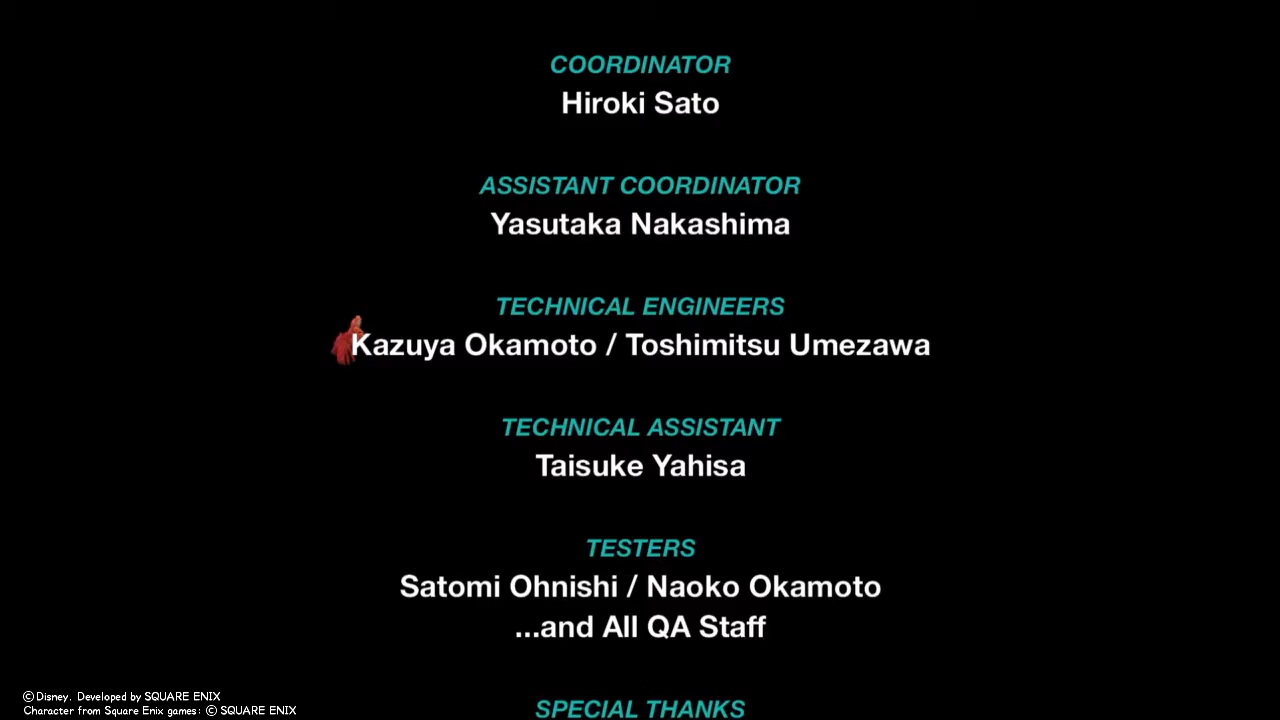 COORDINATOR
Hiroki Sato
ASSISTANT COORDINATOR
Yasutaka Nakashima
TECHNICAL ENGINEERS
Kazuya Okamoto / Toshimitsu Umezawa
TECHNICAL ASSISTANT
Taisuke Yahisa
TESTERS
Satomi Ohnishi / Naoko Okamoto
...and All QA Staff
SPECIAL THANKS
©Disney. Developed by SQUARE ENIX
Character from Square Enix games: © SQUARE ENIX